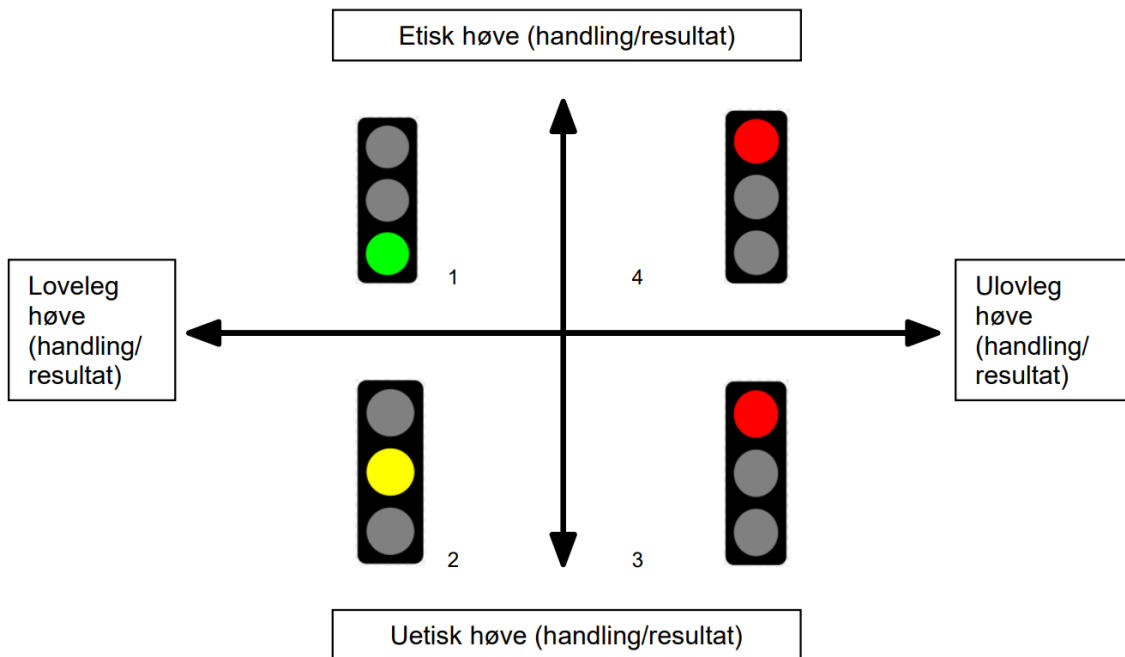 Etisk høve (handling/resultat)
1
4
Loveleg
høve
(handling/
resultat)
Ulovleg
høve
(handling/
resultat)
2
3
Uetisk høve (handling/resultat)